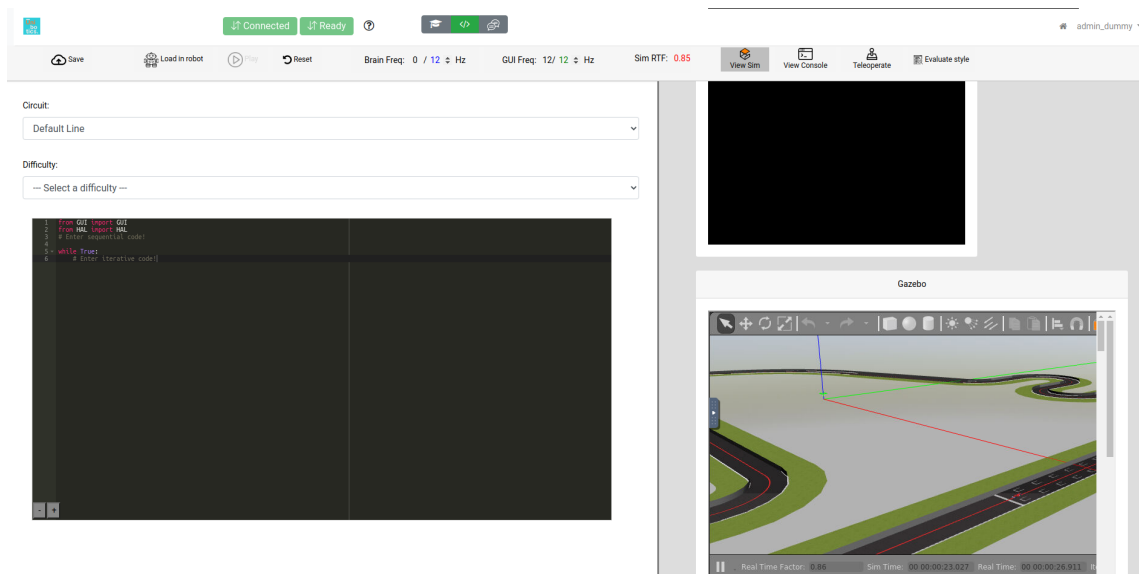 Connected Ready
admin_dummy
Save Load in robot Play Reset Brain Freq: 0 / 12 Hz GUI Freq: 12/ 12 Hz Sim RTF: 0.85 View Sim View Console Teleoperate Evaluate style
Circuit:
Default Line
Difficulty:
--- Select a difficulty ---
1 from GUI import GUI
2 from HAL import HAL
3 # Enter sequential code!
4
5 while True:
6 # Enter iterative code!
- +
Gazebo
Real Time Factor: 0.86 Sim Time: 00 00:00:23.027 Real Time: 00 00:00:26.911